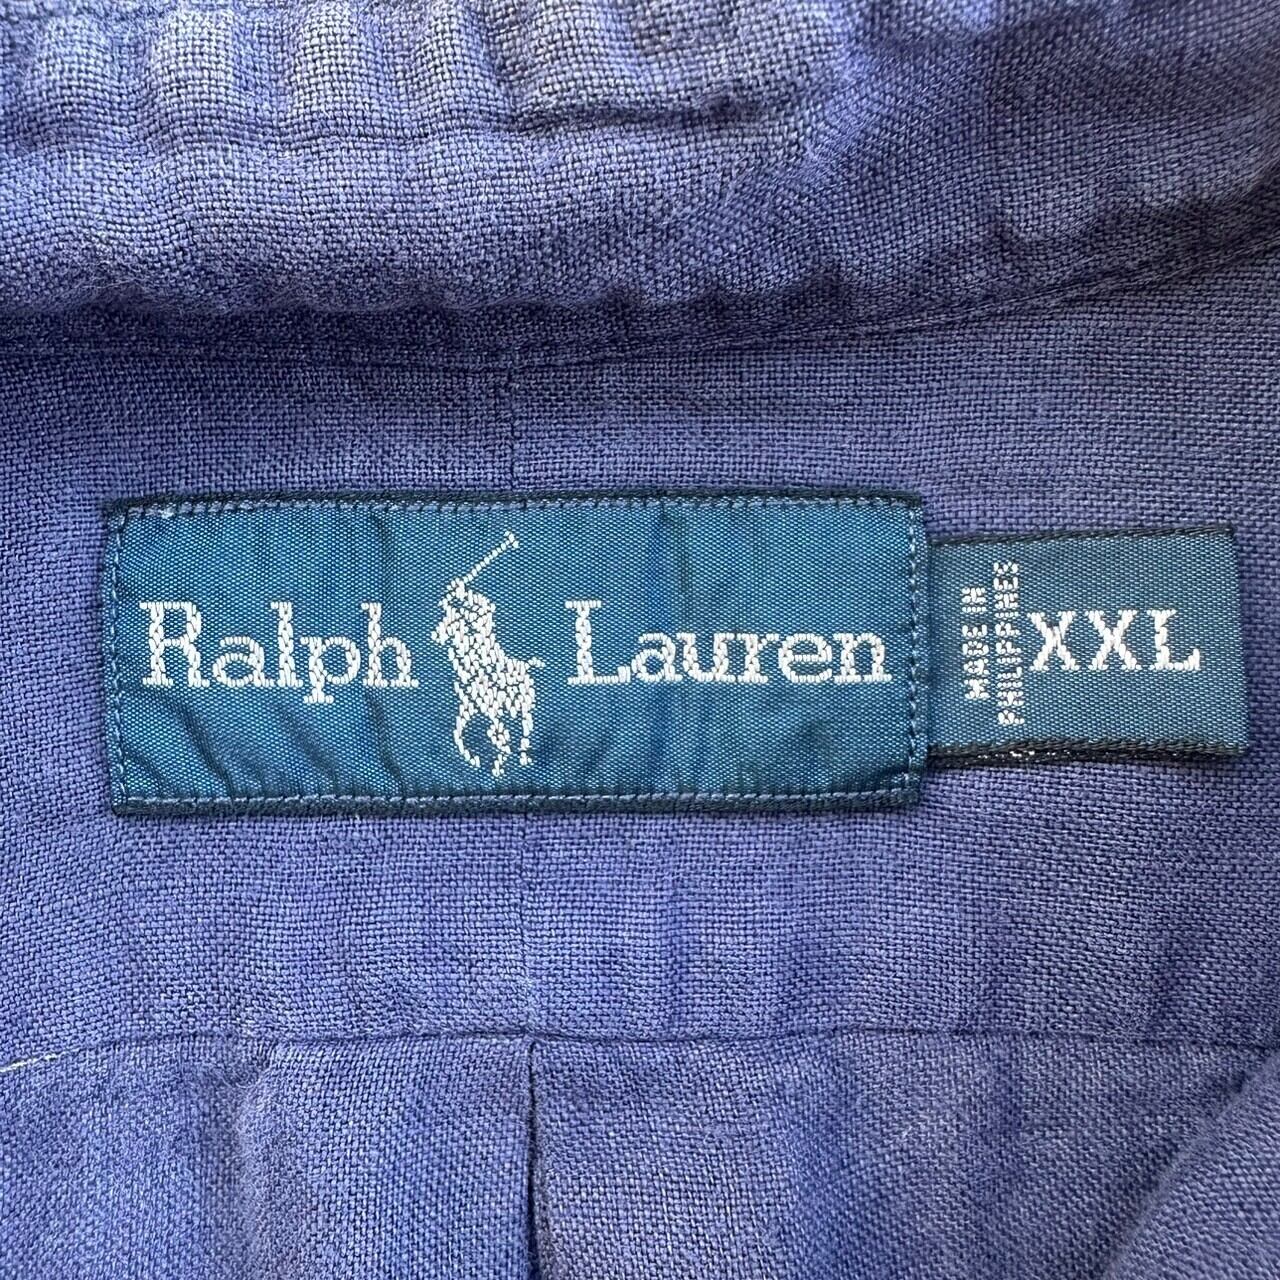 Ralph Lauren
MADE IN
PHILIPPINES
XXL